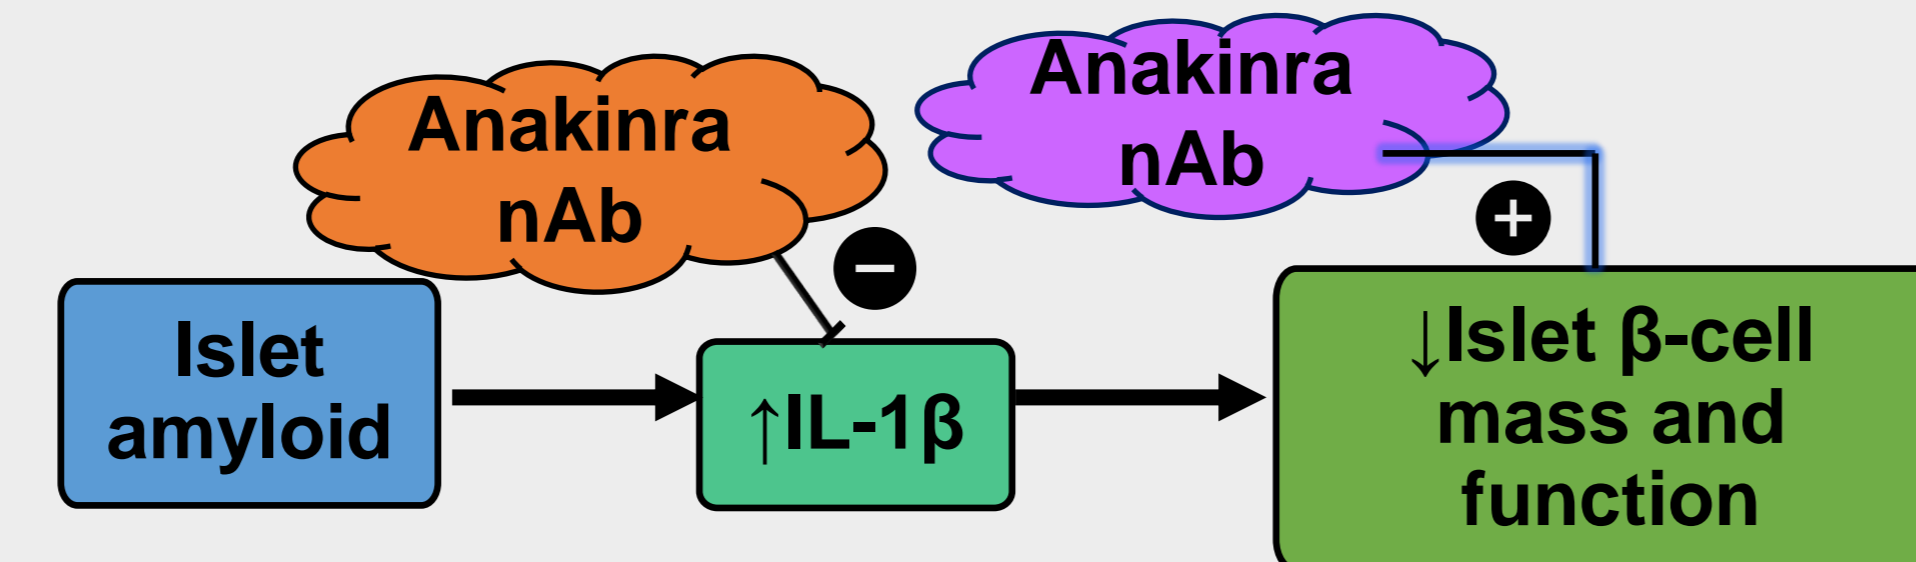 Anakinra
nAb
Anakinra
nAb
+
−
Islet
amyloid
↑IL-1β
↓Islet β-cell
mass and
function